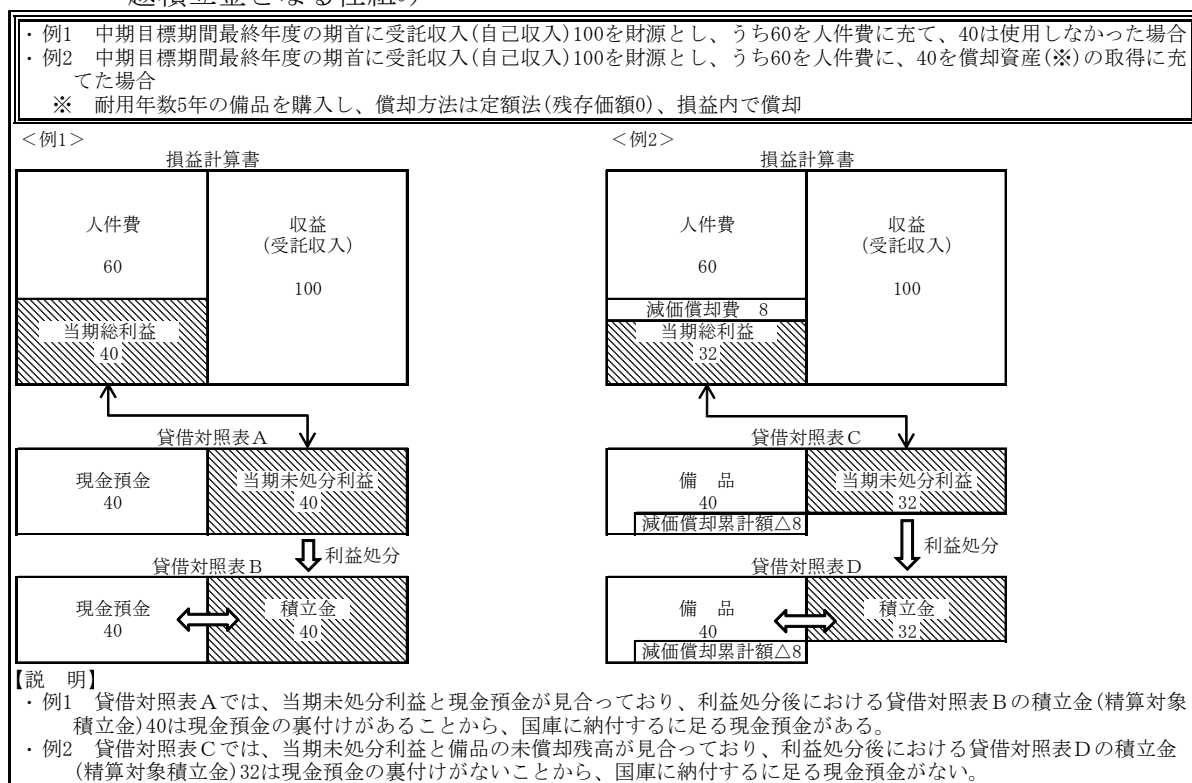 ・例1　中期目標期間最終年度の期首に受託収入(自己収入)100を財源とし、うち60を人件費に充て、40は使用しなかった場合
・例2　中期目標期間最終年度の期首に受託収入(自己収入)100を財源とし、うち60を人件費に、40を償却資産(※)の取得に充
てた場合
※　耐用年数5年の備品を購入し、償却方法は定額法(残存価額0)、損益内で償却
＜例1＞
損益計算書
人件費
60
収益
(受託収入)
100
当期総利益
40
貸借対照表A
現金預金
40
当期未処分利益
40
利益処分
貸借対照表B
現金預金
40
積立金
40
＜例2＞
損益計算書
人件費
60
収益
(受託収入)
100
減価償却費　8
当期総利益
32
貸借対照表C
備　品
40
減価償却累計額△8
当期未処分利益
32
利益処分
貸借対照表D
備　品
40
減価償却累計額△8
積立金
32
【説　明】
・例1　貸借対照表Aでは、当期未処分利益と現金預金が見合っており、利益処分後における貸借対照表Bの積立金(精算対象
積立金)40は現金預金の裏付けがあることから、国庫に納付するに足る現金預金がある。
・例2　貸借対照表Cでは、当期未処分利益と備品の未償却残高が見合っており、利益処分後における貸借対照表Dの積立金
(精算対象積立金)32は現金預金の裏付けがないことから、国庫に納付するに足る現金預金がない。